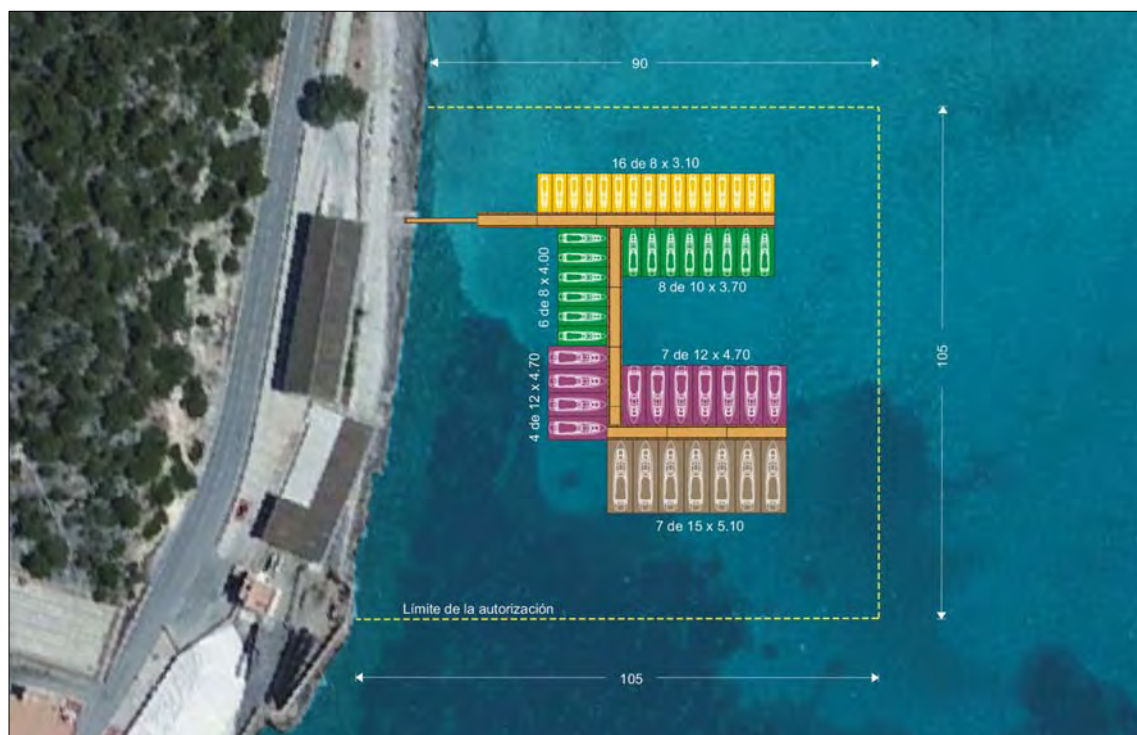 90
16 de 8 x 3.10
6 de 8 x 4.00
8 de 10 x 3.70
105
7 de 12 x 4.70
4 de 12 x 4.70
7 de 15 x 5.10
Límite de la autorización
105